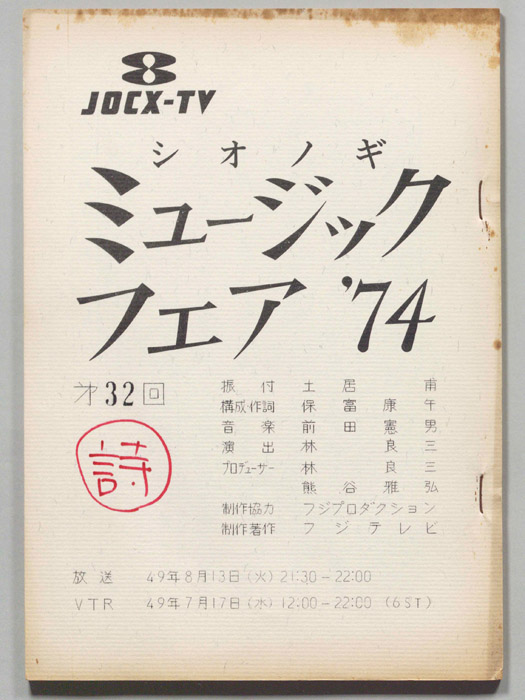 JOCX-TV
シオノギ
ミュージック
フェア '74
才32回
詩
振付 土居甫
構成・作詞 保富康午
音楽 前田憲男
演出 林良三
プロデューサー 林良三
熊谷雅弘
制作協力 フジプロダクション
制作著作 フジテレビ
放送 49年8月13日(火)21:30-22:00
VTR 49年7月17日(水)12:00-22:00 (6ST)